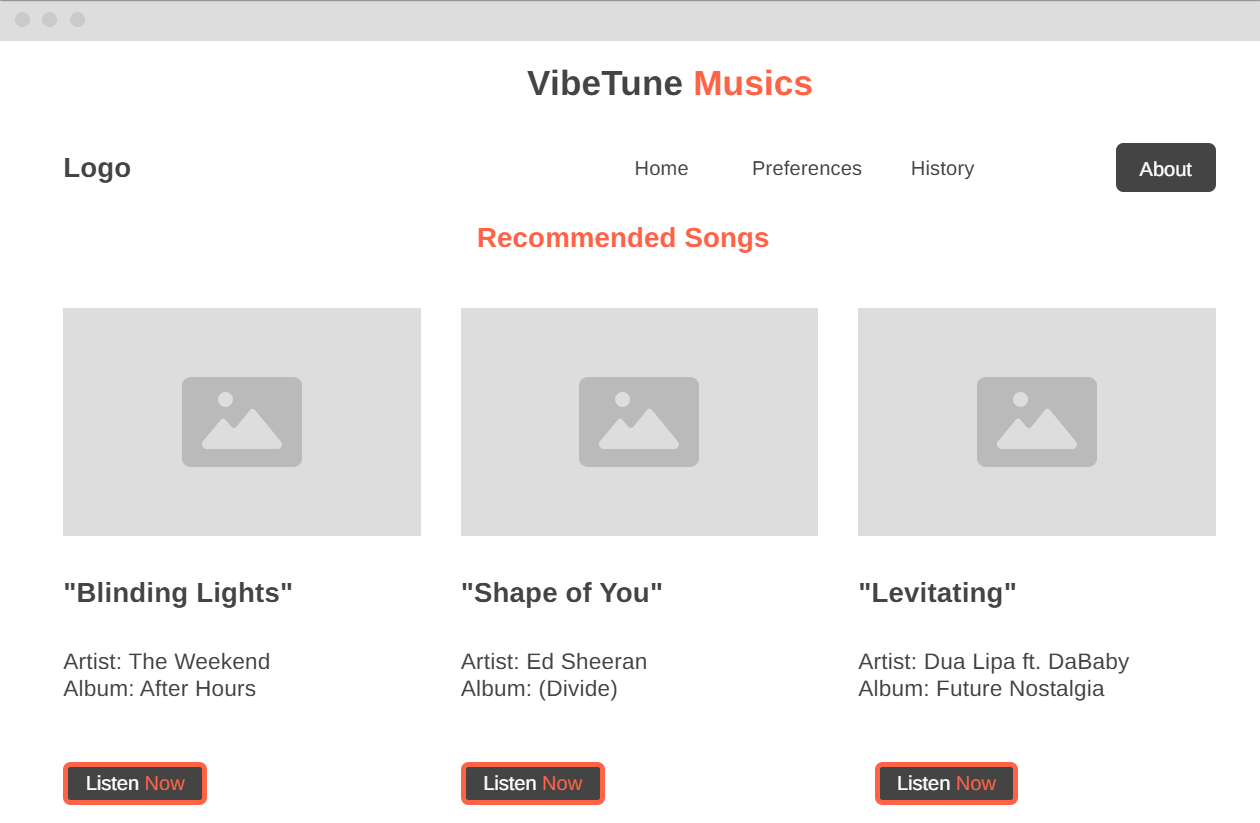 VibeTune Musics
Logo
Home
Preferences
History
About
Recommended Songs
"Blinding Lights"
Artist: The Weekend
Album: After Hours
Listen Now
"Shape of You"
Artist: Ed Sheeran
Album: (Divide)
Listen Now
"Levitating"
Artist: Dua Lipa ft. DaBaby
Album: Future Nostalgia
Listen Now